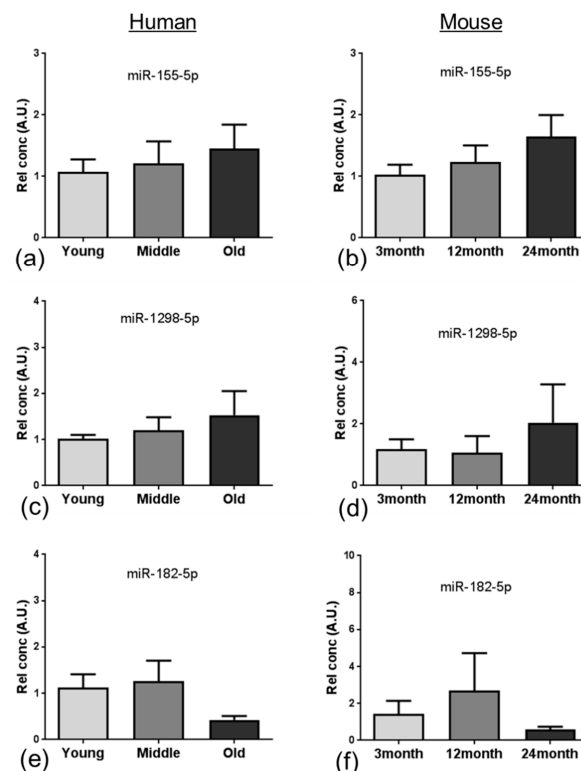 Human
Mouse
miR-155-5p
Rel conc (A.U.)
3
2
1
0
Young Middle Old
(a)
miR-155-5p
Rel conc (A.U.)
3
2
1
0
3month 12month 24month
(b)
miR-1298-5p
Rel conc (A.U.)
4
3
2
1
0
Young Middle Old
(c)
miR-1298-5p
Rel conc (A.U.)
6
4
2
0
3month 12month 24month
(d)
miR-182-5p
Rel conc (A.U.)
4
3
2
1
0
Young Middle Old
(e)
miR-182-5p
Rel conc (A.U.)
10
8
6
4
2
0
3month 12month 24month
(f)